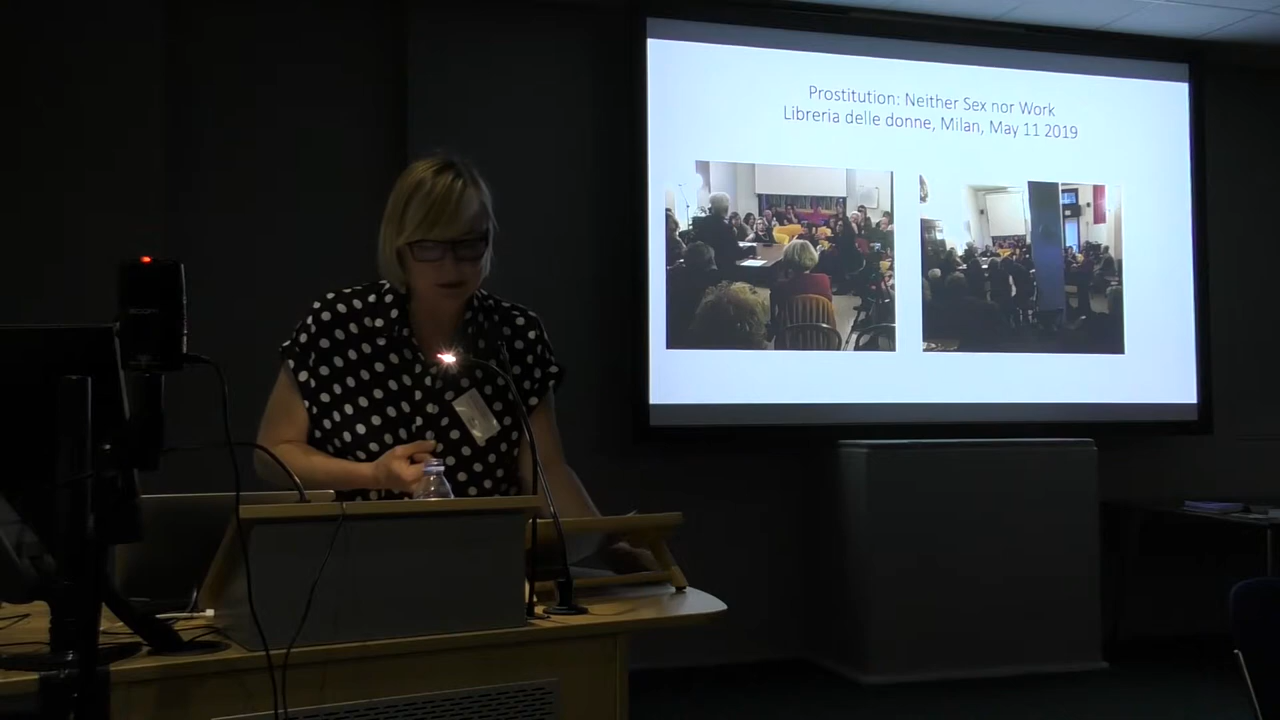 Prostitution: Neither Sex nor Work
Libreria delle donne, Milan, May 11 2019